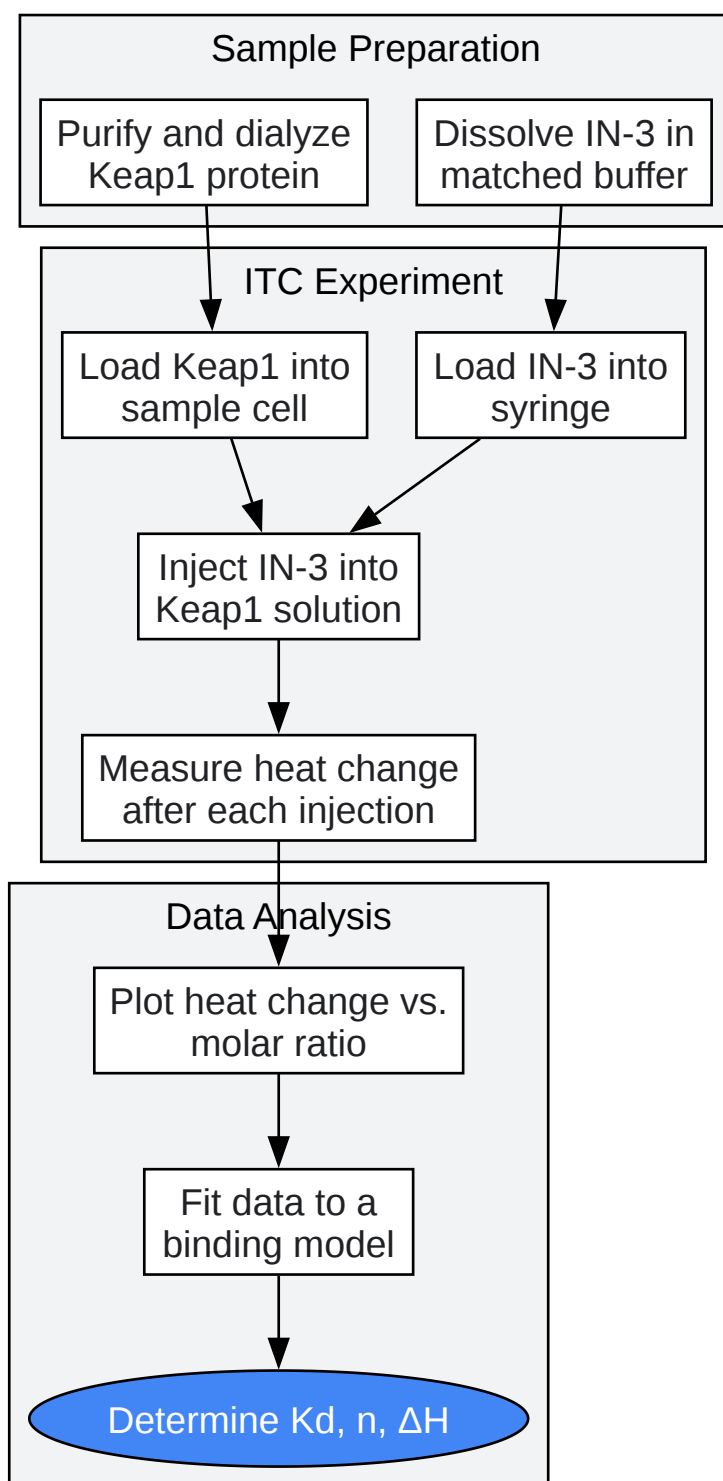 Sample Preparation
Purify and dialyze
Keap1 protein
Dissolve IN-3 in
matched buffer
ITC Experiment
Load Keap1 into
sample cell
Load IN-3 into
syringe
Inject IN-3 into
Keap1 solution
Measure heat change
after each injection
Data Analysis
Plot heat change vs.
molar ratio
Fit data to a
binding model
Determine Kd, n, ΔH